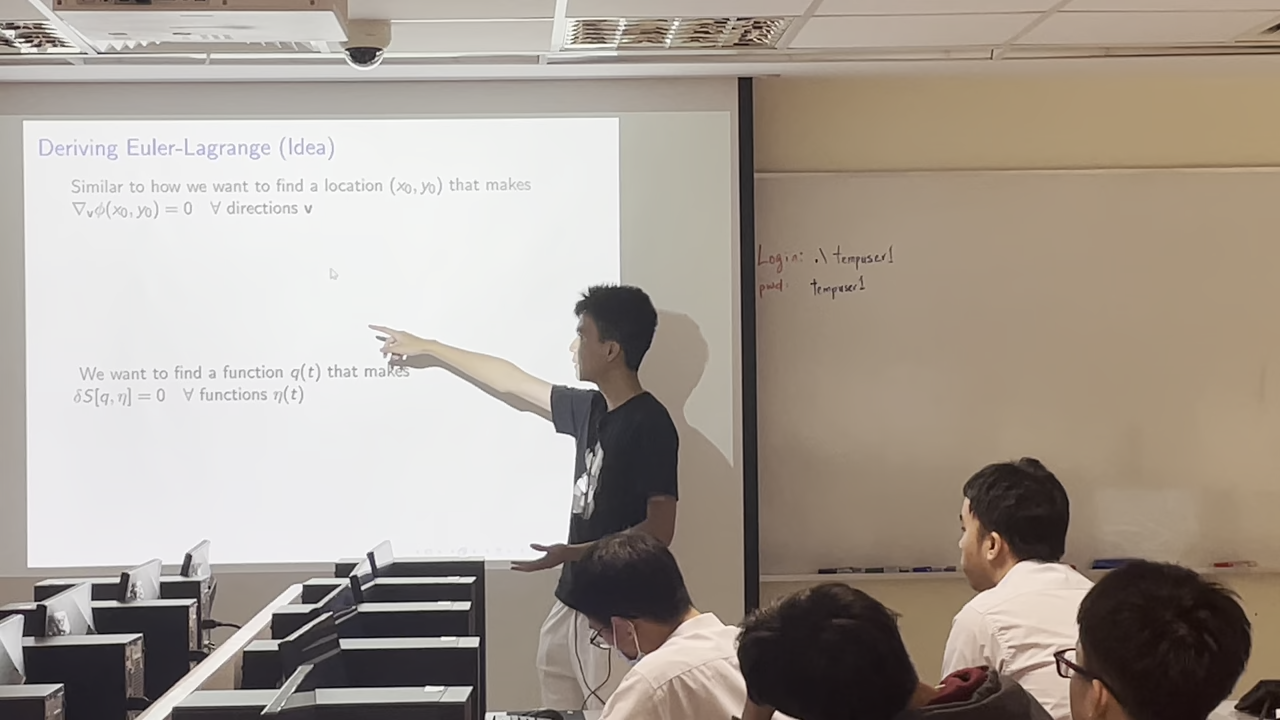 Deriving Euler-Lagrange (Idea)
Similar to how we want to find a location (x₀, y₀) that makes
∇ᵥϕ(x₀, y₀) = 0 ∀ directions v
We want to find a function q(t) that makes
δS[q, η] = 0 ∀ functions η(t)
Login: .\ tempuser1
pwd: tempuser1